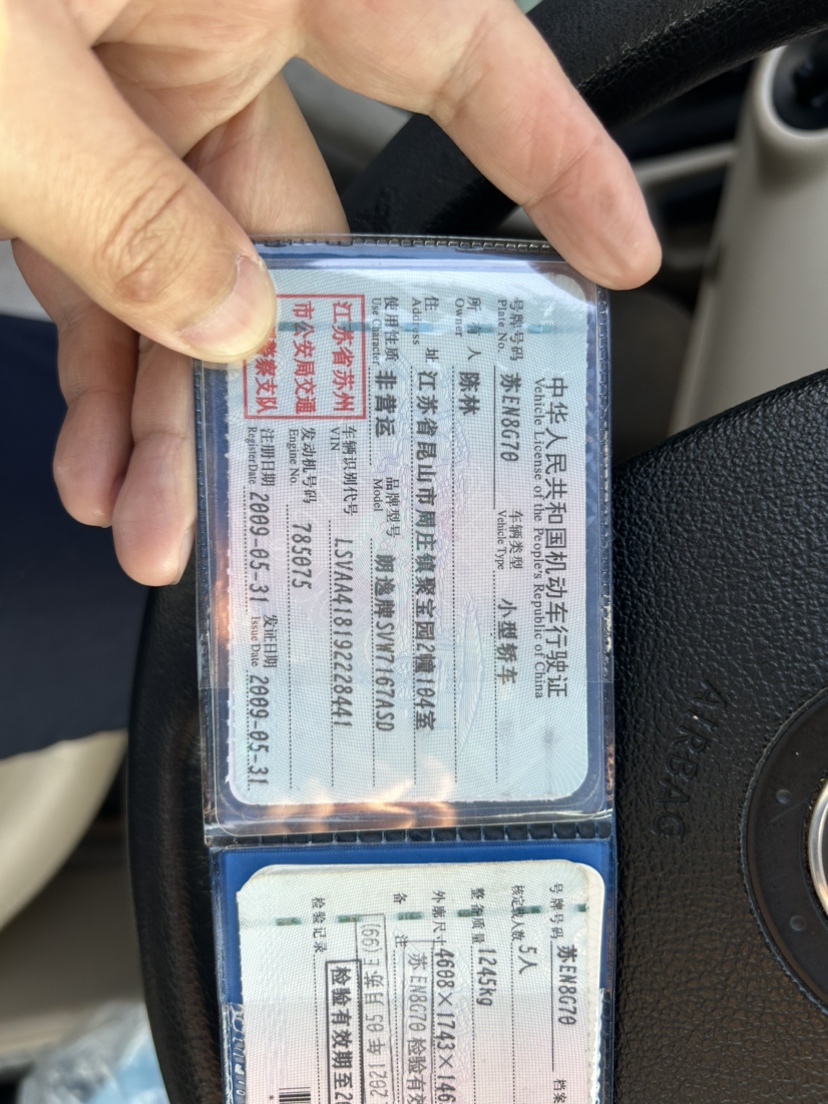 中华人民共和国机动车行驶证
Vehicle License of the People's Republic of China
号牌号码 苏EN8G70 车辆类型 小型轿车
Plate No. Vehicle Type
所有人 陈林
Owner
住址 江苏省昆山市周庄镇聚宝园2幢104室
Address
使用性质 非营运 品牌型号 朗逸牌SVW7167ASD
Use Character Model
江苏省苏州
市公安局交通
警察支队
车辆识别代号 LSVAA418192228441
VIN
发动机号码 785075
Engine No.
注册日期 2009-05-31 发证日期 2009-05-31
Register Date Issue Date
号牌号码 苏EN8G70 档案
核定载人数 5人
整备质量 1245kg
外廓尺寸 4608×1743×146
备注
苏EN8G70 检验有效
检验记录
检验有效期至2
AIRBAG